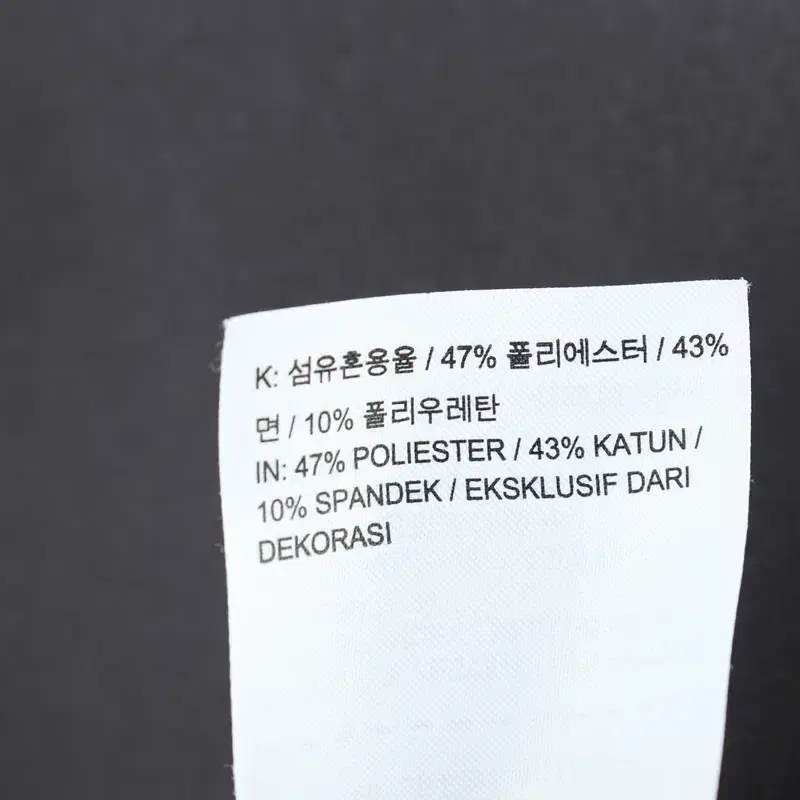 K: 섬유혼용율 / 47% 폴리에스터 / 43%
면 / 10% 폴리우레탄
IN: 47% POLIESTER / 43% KATUN /
10% SPANDEK / EKSKLUSIF DARI
DEKORASI